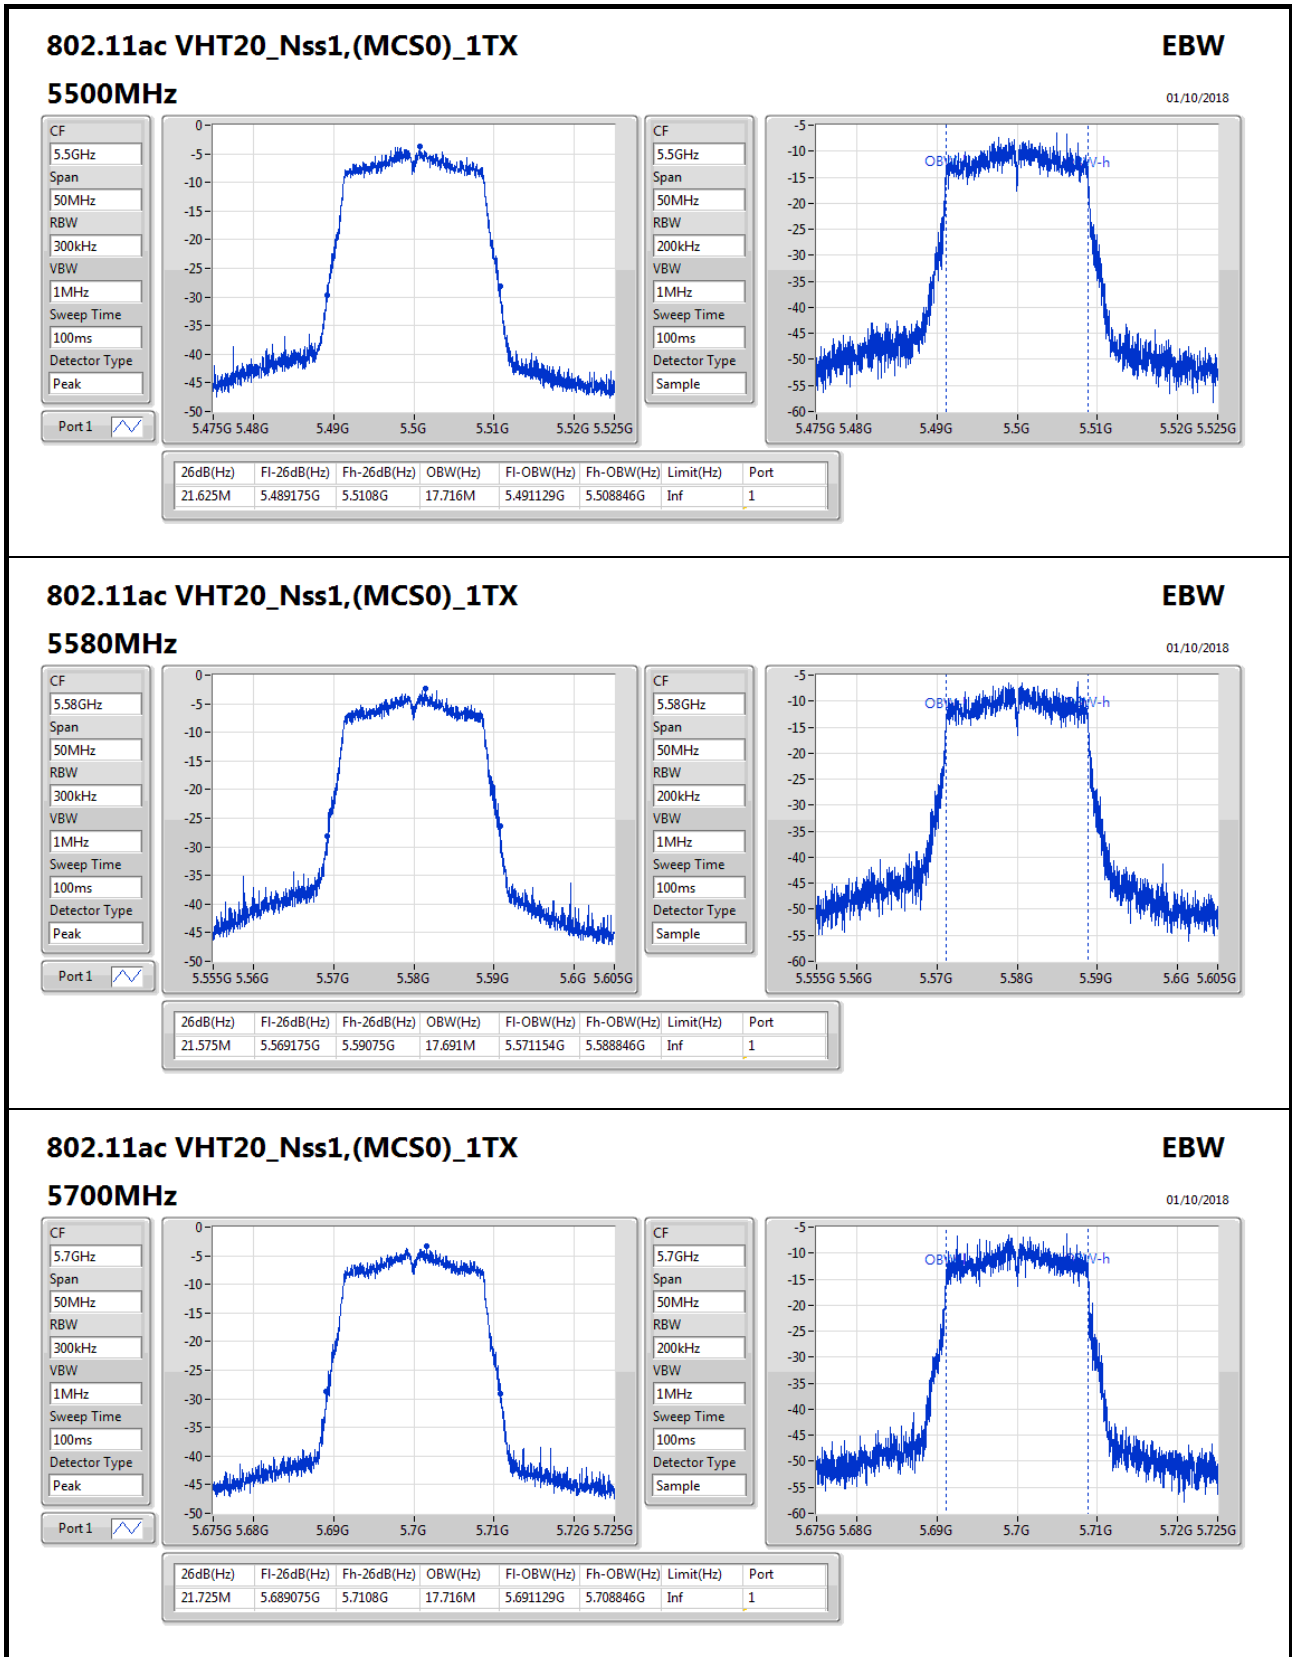 802.11ac VHT20_Nss1,(MCS0)_1TX EBW
5500MHz 01/10/2018
CF
5.5GHz
Span
50MHz
RBW
300kHz
VBW
1MHz
Sweep Time
100ms
Detector Type
Peak
Port 1
0
-5
-10
-15
-20
-25
-30
-35
-40
-45
-50
5.475G 5.48G 5.49G 5.5G 5.51G 5.52G 5.525G
CF
5.5GHz
Span
50MHz
RBW
200kHz
VBW
1MHz
Sweep Time
100ms
Detector Type
Sample
-5
-10
-15
-20
-25
-30
-35
-40
-45
-50
-55
-60
5.475G 5.48G 5.49G 5.5G 5.51G 5.52G 5.525G
26dB(Hz) Fl-26dB(Hz) Fh-26dB(Hz) OBW(Hz) Fl-OBW(Hz) Fh-OBW(Hz) Limit(Hz) Port
21.625M 5.489175G 5.5108G 17.716M 5.491129G 5.508846G Inf 1
802.11ac VHT20_Nss1,(MCS0)_1TX EBW
5580MHz 01/10/2018
CF
5.58GHz
Span
50MHz
RBW
300kHz
VBW
1MHz
Sweep Time
100ms
Detector Type
Peak
Port 1
0
-5
-10
-15
-20
-25
-30
-35
-40
-45
-50
5.555G 5.56G 5.57G 5.58G 5.59G 5.6G 5.605G
CF
5.58GHz
Span
50MHz
RBW
200kHz
VBW
1MHz
Sweep Time
100ms
Detector Type
Sample
-5
-10
-15
-20
-25
-30
-35
-40
-45
-50
-55
-60
5.555G 5.56G 5.57G 5.58G 5.59G 5.6G 5.605G
26dB(Hz) Fl-26dB(Hz) Fh-26dB(Hz) OBW(Hz) Fl-OBW(Hz) Fh-OBW(Hz) Limit(Hz) Port
21.575M 5.569175G 5.59075G 17.691M 5.571154G 5.588846G Inf 1
802.11ac VHT20_Nss1,(MCS0)_1TX EBW
5700MHz 01/10/2018
CF
5.7GHz
Span
50MHz
RBW
300kHz
VBW
1MHz
Sweep Time
100ms
Detector Type
Peak
Port 1
0
-5
-10
-15
-20
-25
-30
-35
-40
-45
-50
5.675G 5.68G 5.69G 5.7G 5.71G 5.72G 5.725G
CF
5.7GHz
Span
50MHz
RBW
200kHz
VBW
1MHz
Sweep Time
100ms
Detector Type
Sample
-5
-10
-15
-20
-25
-30
-35
-40
-45
-50
-55
-60
5.675G 5.68G 5.69G 5.7G 5.71G 5.72G 5.725G
26dB(Hz) Fl-26dB(Hz) Fh-26dB(Hz) OBW(Hz) Fl-OBW(Hz) Fh-OBW(Hz) Limit(Hz) Port
21.725M 5.689075G 5.7108G 17.716M 5.691129G 5.708846G Inf 1